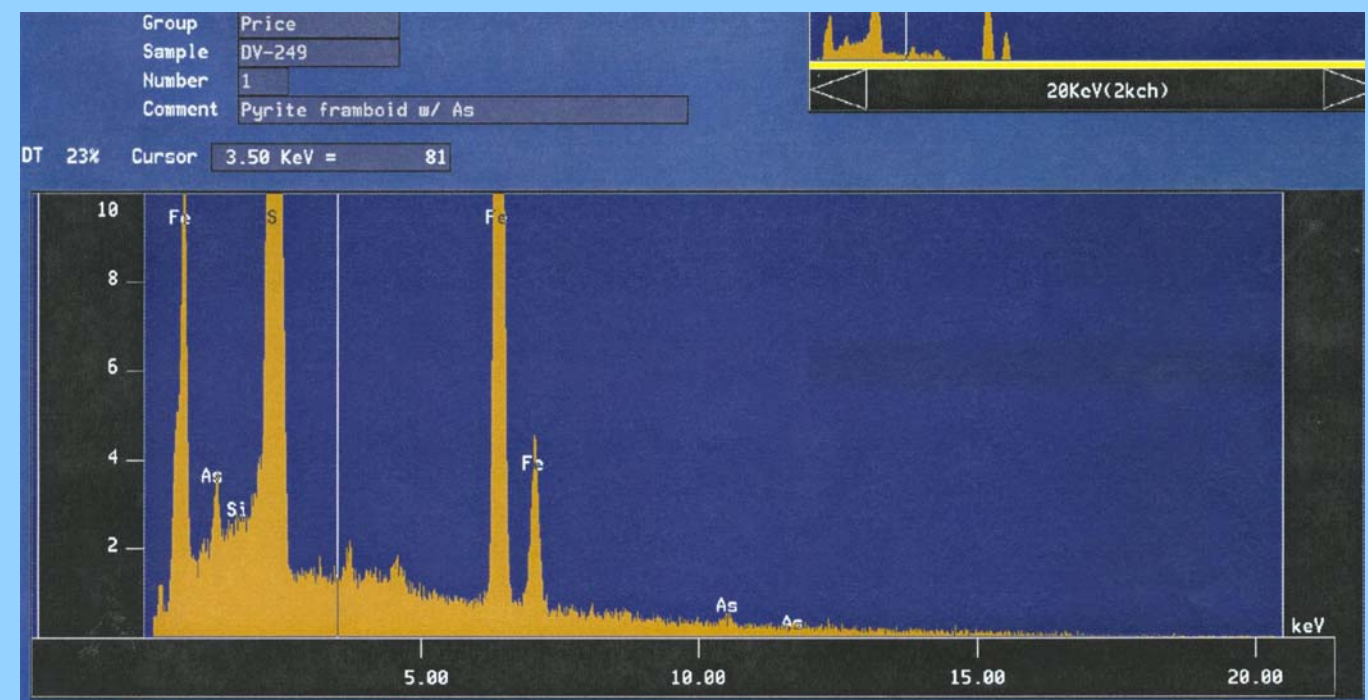 Group Price
Sample DV-249
Number 1
Comment Pyrite framboid w/ As
20KeV(2kch)
DT 23% Cursor 3.50 KeV = 81
10
8
6
4
2
Fe
S
Fe
As
Si
Fe
As
As
keV
5.00 10.00 15.00 20.00